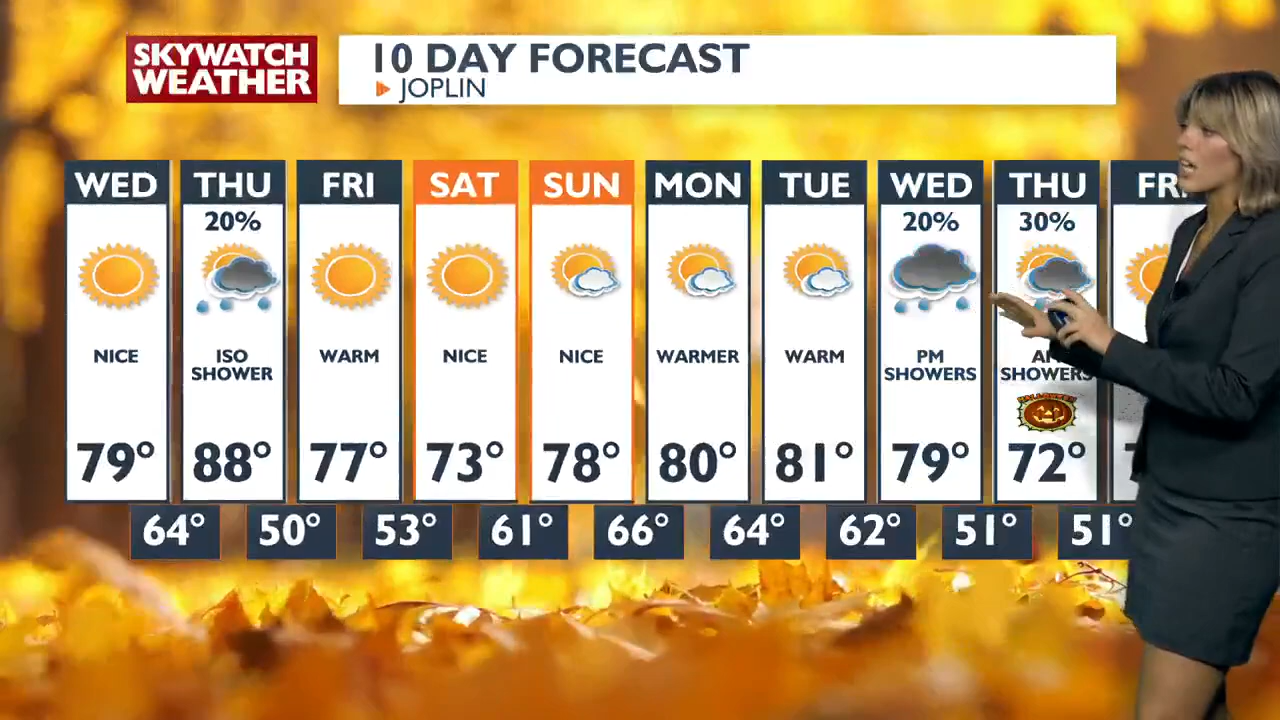 SKYWATCH
WEATHER
10 DAY FORECAST
JOPLIN
WED THU FRI SAT SUN MON TUE WED THU
20% 20% 30%
NICE ISO SHOWER WARM NICE NICE WARMER WARM PM SHOWERS SHOWERS
HALLOWEEN
79° 88° 77° 73° 78° 80° 81° 79° 72°
64° 50° 53° 61° 66° 64° 62° 51° 51°